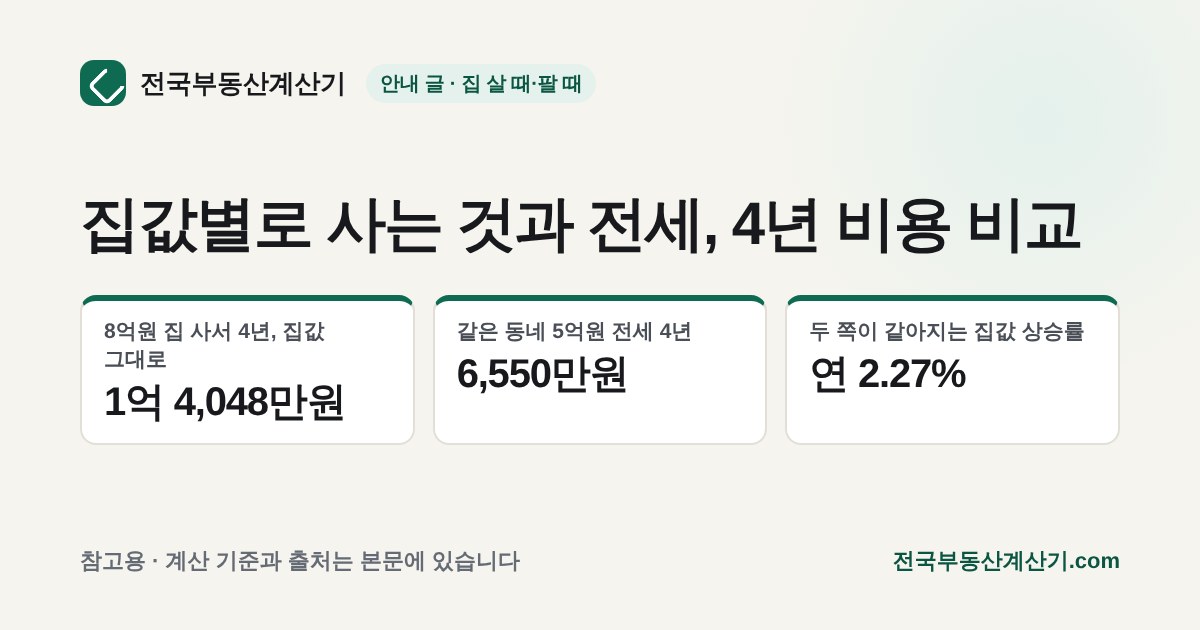 전국부동산계산기
안내 글 · 집 살 때·팔 때
집값별로 사는 것과 전세, 4년 비용 비교
8억원 집 사서 4년, 집값
그대로
1억 4,048만원
같은 동네 5억원 전세 4년
6,550만원
두 쪽이 같아지는 집값 상승률
연 2.27%
참고용 · 계산 기준과 출처는 본문에 있습니다
전국부동산계산기.com